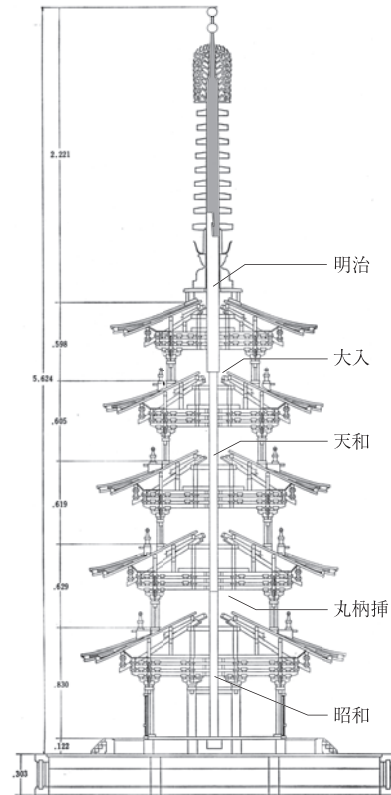 2,221
明治
.598
大入
5,624
.605
天和
.619
.629
丸柄挿
.830
昭和
.122
.303